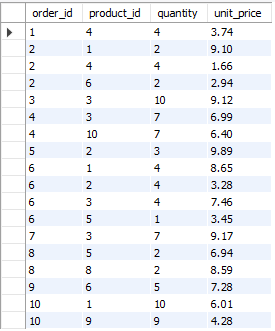 order_id product_id quantity unit_price
1 4 4 3.74
2 1 2 9.10
2 4 4 1.66
2 6 2 2.94
3 3 10 9.12
4 3 7 6.99
4 10 7 6.40
5 2 3 9.89
6 1 4 8.65
6 2 4 3.28
6 3 4 7.46
6 5 1 3.45
7 3 7 9.17
8 5 2 6.94
8 8 2 8.59
9 6 5 7.28
10 1 10 6.01
10 9 9 4.28